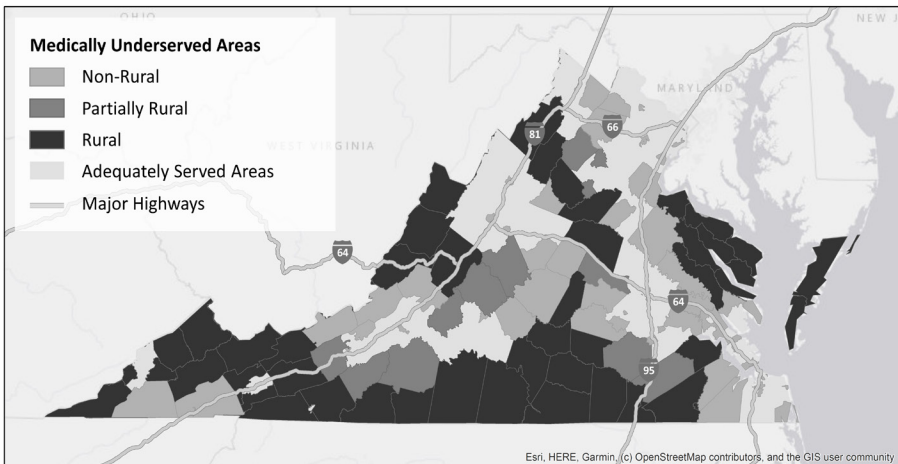 OHIO
NEW J
Medically Underserved Areas
Non-Rural
Partially Rural
Rural
Adequately Served Areas
Major Highways
MARYLAND
WEST VIRGINIA
81
66
64
64
95
Esri, HERE, Garmin, (c) OpenStreetMap contributors, and the GIS user community